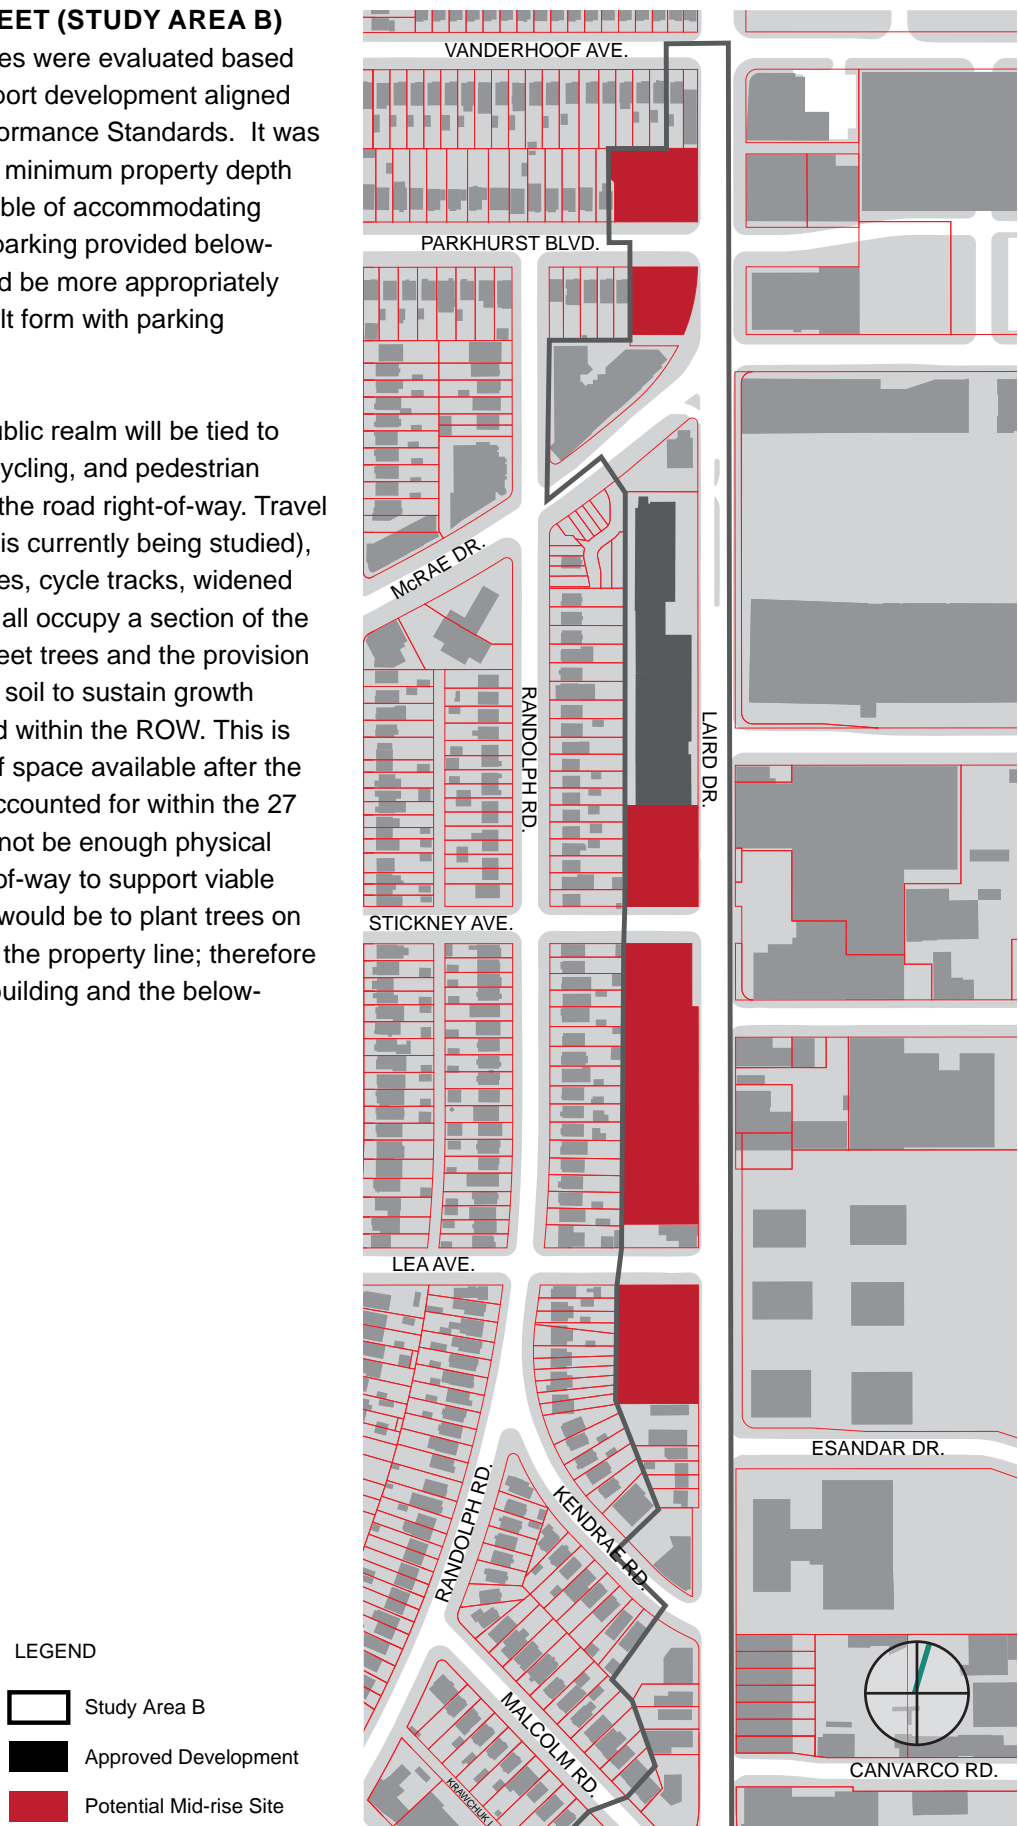 EET (STUDY AREA B)
es were evaluated based
port development aligned
ormance Standards.  It was
minimum property depth
ble of accommodating
parking provided below-
d be more appropriately
lt form with parking
ublic realm will be tied to
ycling, and pedestrian
the road right-of-way. Travel
is currently being studied),
es, cycle tracks, widened
all occupy a section of the
eet trees and the provision
soil to sustain growth
d within the ROW. This is
f space available after the
ccounted for within the 27
not be enough physical
of-way to support viable
would be to plant trees on
the property line; therefore
building and the below-
VANDERHOOF AVE.
PARKHURST BLVD.
McRAE DR.
RANDOLPH RD.
LAIRD DR.
STICKNEY AVE.
LEA AVE.
ESANDAR DR.
RANDOLPH RD.
KENDRAE RD.
MALCOLM RD.
CANVARCO RD.
KRAWCHUK L
LEGEND
Study Area B
Approved Development
Potential Mid-rise Site